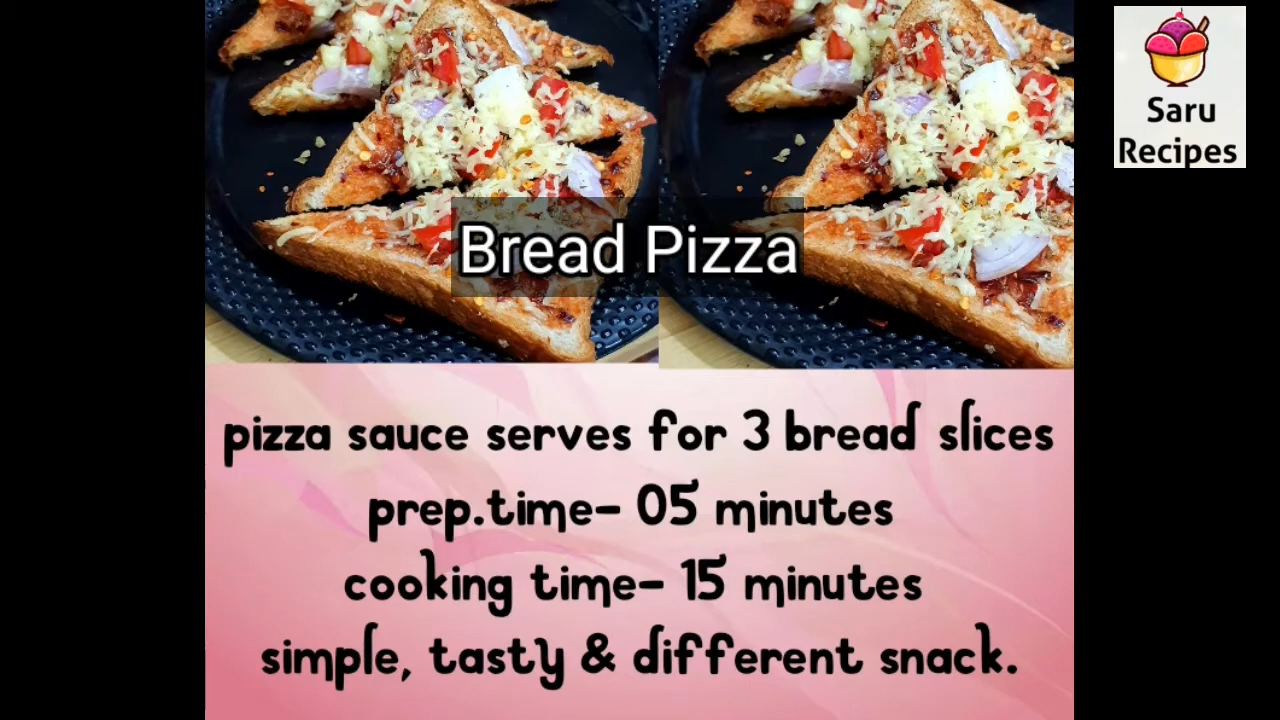 Saru
Recipes
Bread Pizza
pizza sauce serves for 3 bread slices
prep.time- 05 minutes
cooking time- 15 minutes
simple, tasty & different snack.